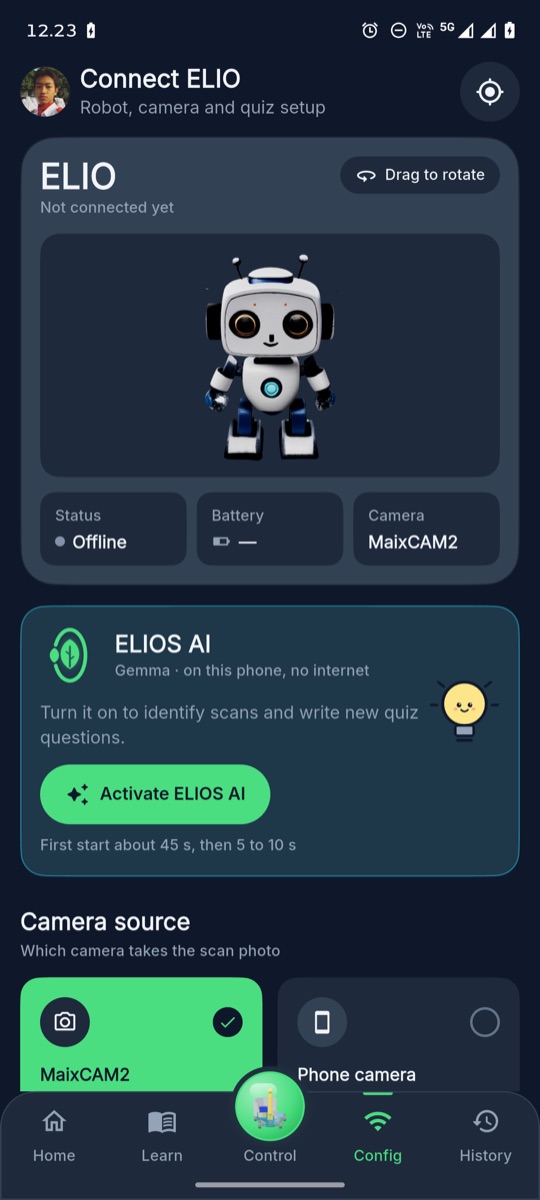 12.23
Vo LTE 5G
Connect ELIO
Robot, camera and quiz setup
ELIO
Drag to rotate
Not connected yet
Status
Offline
Battery
—
Camera
MaixCAM2
ELIOS AI
Gemma · on this phone, no internet
Turn it on to identify scans and write new quiz
questions.
Activate ELIOS AI
First start about 45 s, then 5 to 10 s
Camera source
Which camera takes the scan photo
MaixCAM2
Phone camera
Home
Learn
Control
Config
History